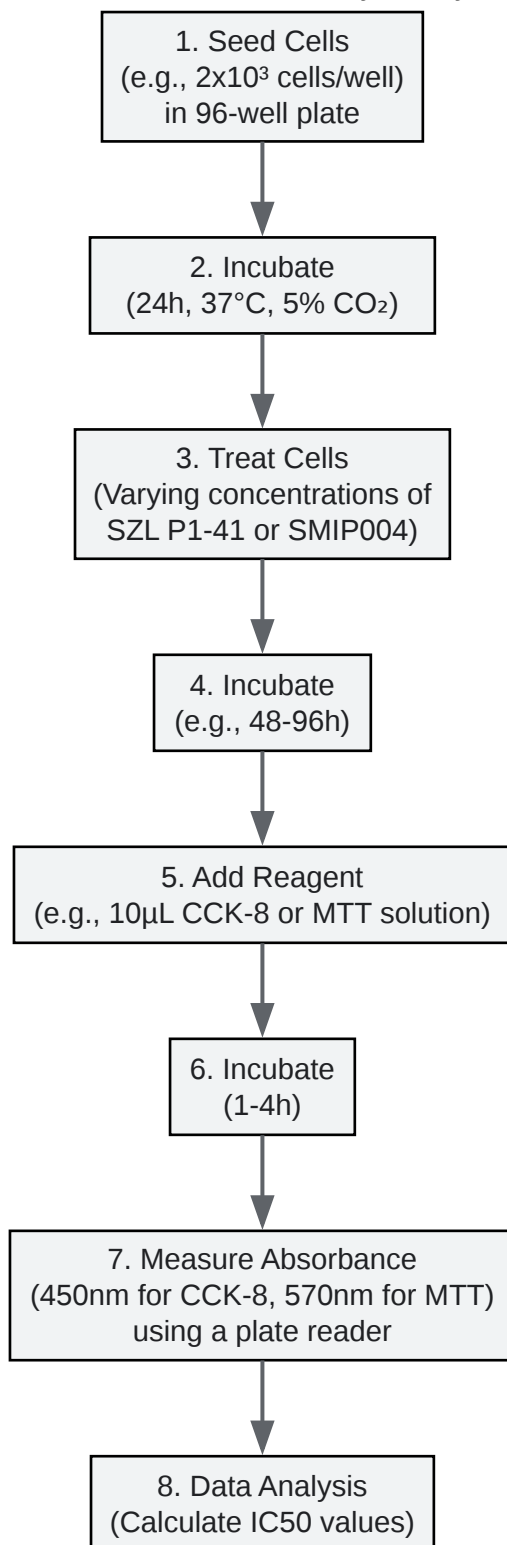 1. Seed Cells
(e.g., 2x10³ cells/well)
in 96-well plate
2. Incubate
(24h, 37°C, 5% CO₂)
3. Treat Cells
(Varying concentrations of
SZL P1-41 or SMIP004)
4. Incubate
(e.g., 48-96h)
5. Add Reagent
(e.g., 10µL CCK-8 or MTT solution)
6. Incubate
(1-4h)
7. Measure Absorbance
(450nm for CCK-8, 570nm for MTT)
using a plate reader
8. Data Analysis
(Calculate IC50 values)